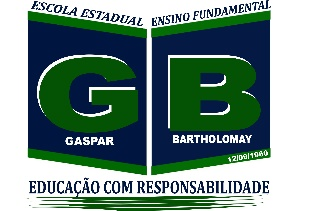 ESCOLA ESTADUAL ENSINO FUNDAMENTAL
GB
GASPAR BARTHOLOMAY
12/06/1960
EDUCAÇÃO COM RESPONSABILIDADE